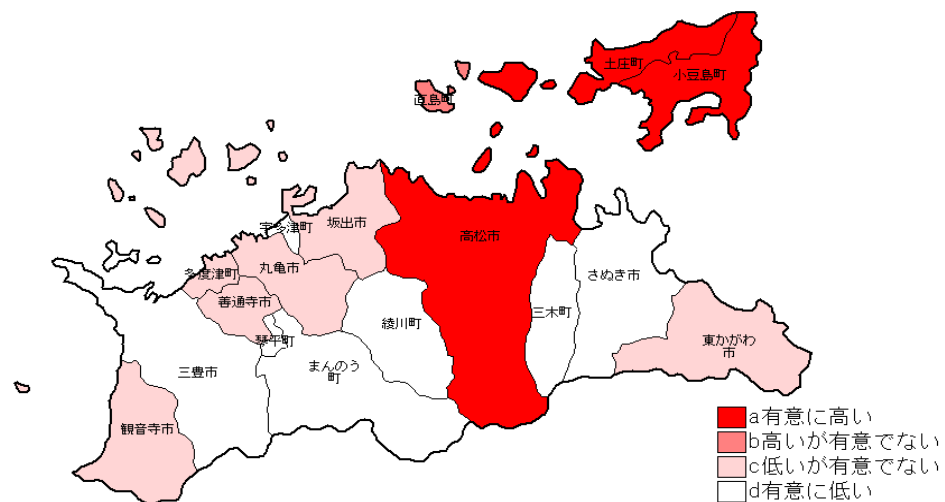 土庄町
小豆島町
直島町
宇多津町
坂出市
高松市
多度津町
丸亀市
さぬき市
善通寺市
綾川町
三木町
琴平町
東かがわ
市
三豊市
まんのう
町
観音寺市
a有意に高い
b高いが有意でない
c低いが有意でない
d有意に低い